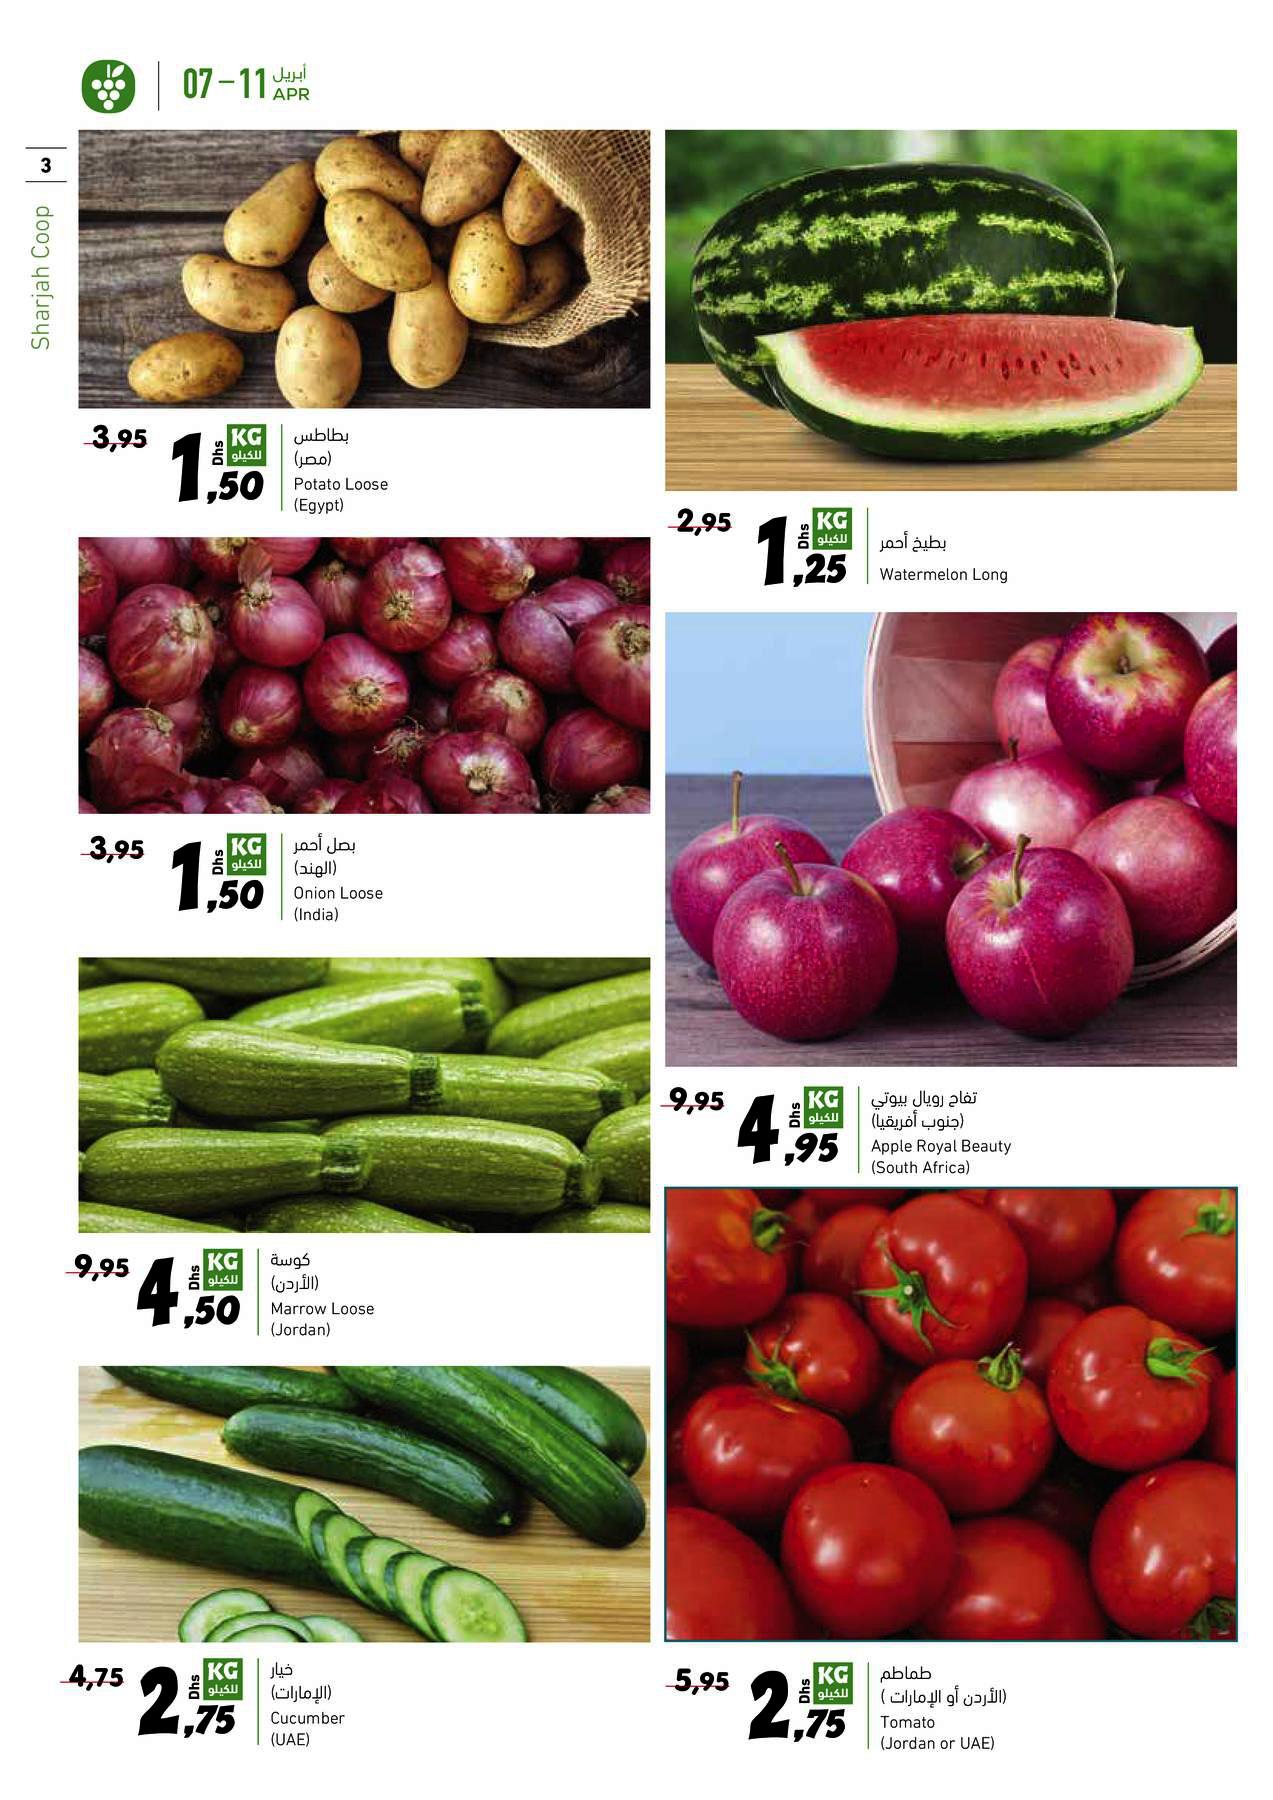 07 – 11 أبريل
APR
3
Sharjah Coop
3,95
1,50
Dhs
KG
للكيلو
بطاطس
(مصر)
Potato Loose
(Egypt)
3,95
1,50
Dhs
KG
للكيلو
بصل أحمر
(الهند)
Onion Loose
(India)
9,95
4,50
Dhs
KG
للكيلو
كوسة
(الأردن)
Marrow Loose
(Jordan)
4,75
2,75
Dhs
KG
للكيلو
خيار
(الإمارات)
Cucumber
(UAE)
2,95
1,25
Dhs
KG
للكيلو
بطيخ أحمر
Watermelon Long
9,95
4,95
Dhs
KG
للكيلو
تفاح رويال بيوتي
(جنوب أفريقيا)
Apple Royal Beauty
(South Africa)
5,95
2,75
Dhs
KG
للكيلو
طماطم
(الأردن أو الإمارات )
Tomato
(Jordan or UAE)